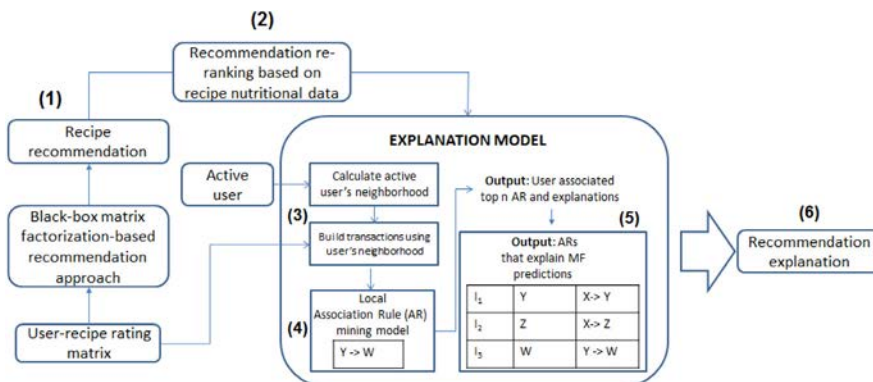 (2)
Recommendation re-
ranking based on
recipe nutritional data
(1)
Recipe
recommendation
Black-box matrix
factorization-based
recommendation
approach
User-recipe rating
matrix
Active
user
EXPLANATION MODEL
Calculate active
user's neighborhood
(3)
Build transactions using
user's neighborhood
(4)
Local
Association Rule (AR)
mining model
Y -> W
Output: User associated
top n AR and explanations
(5)
Output: ARs
that explain MF
predictions
I1 Y X-> Y
I2 Z X-> Z
I3 W Y -> W
(6)
Recommendation
explanation